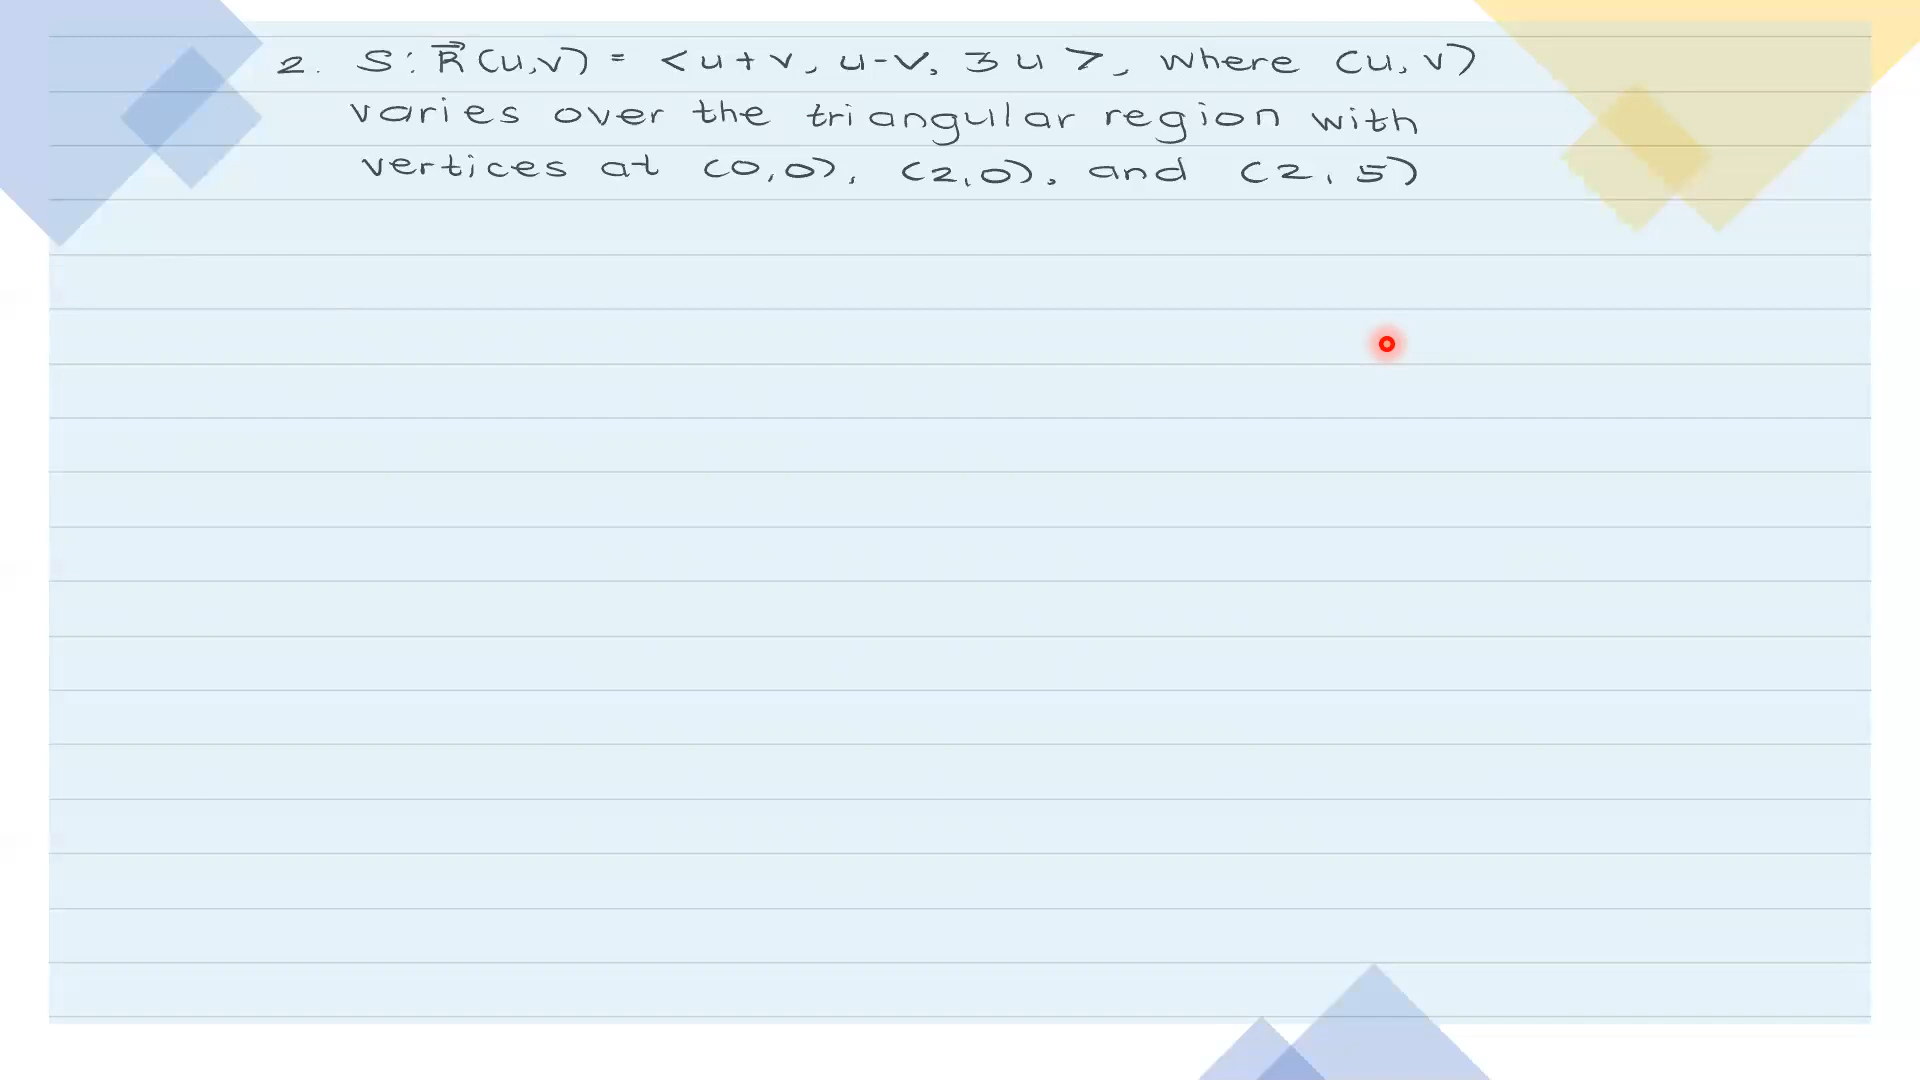 2. S: R⃗(u,v) = <u+v, u-v, 3u>, where (u,v)
varies over the triangular region with
vertices at (0,0), (2,0), and (2,5)